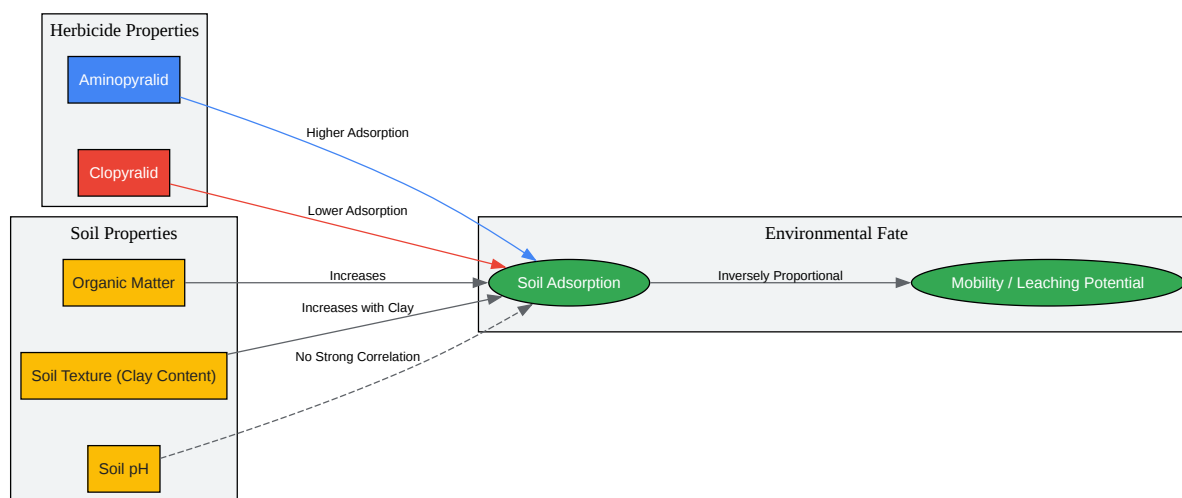 Herbicide Properties
Aminopyralid
Higher Adsorption
Clopyralid
Lower Adsorption
Soil Properties
Environmental Fate
Organic Matter
Increases
Soil Adsorption
Inversely Proportional
Mobility / Leaching Potential
Increases with Clay
Soil Texture (Clay Content)
No Strong Correlation
Soil pH